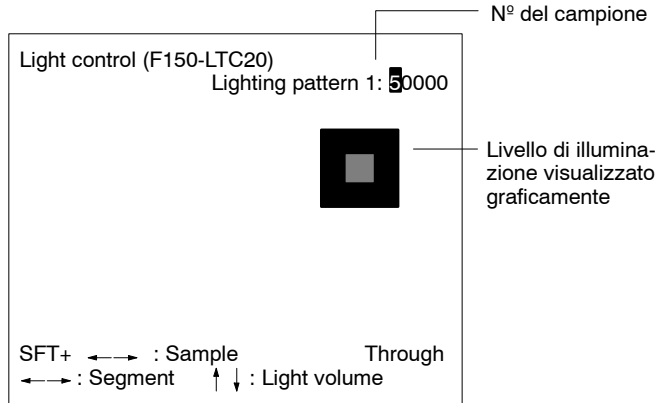 Nº del campione
Light control (F150-LTC20)
Lighting pattern 1: 50000
Livello di illumina-
zione visualizzato
graficamente
SFT+ ←→ : Sample Through
←→ : Segment ↑ ↓ : Light volume